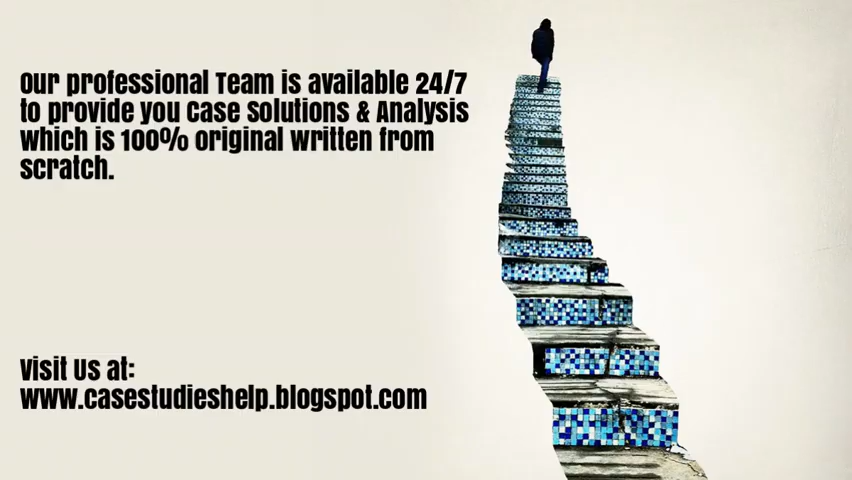 Our professional Team is available 24/7
to provide you Case Solutions & Analysis
which is 100% original written from
scratch.
Visit Us at:
www.casestudieshelp.blogspot.com